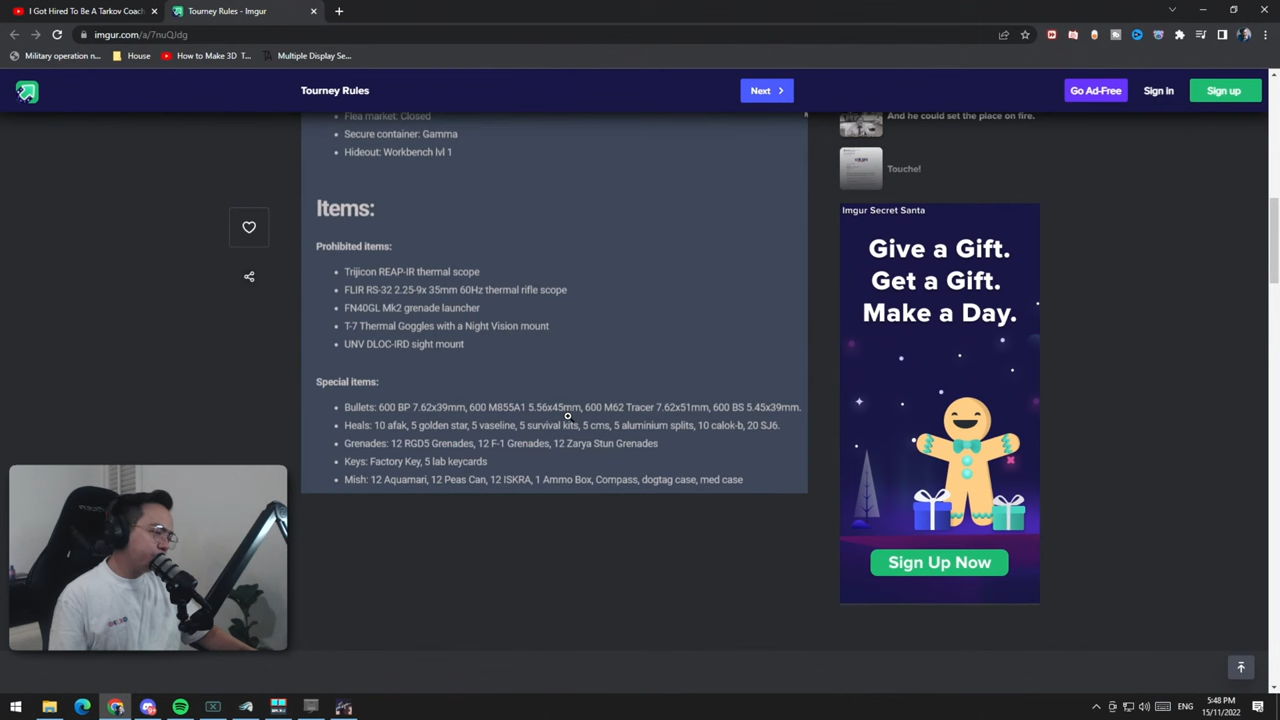 I Got Hired To Be A Tarkov Coach
Tourney Rules - Imgur
imgur.com/a/7nuQJdg
Military operation n...
House
How to Make 3D T...
Multiple Display Se...
Tourney Rules
Next
Go Ad-Free
Sign in
Sign up
Flea market: Closed
Secure container: Gamma
Hideout: Workbench lvl 1
Items:
Prohibited items:
Trijicon REAP-IR thermal scope
FLIR RS-32 2.25-9x 35mm 60Hz thermal rifle scope
FN40GL Mk2 grenade launcher
T-7 Thermal Goggles with a Night Vision mount
UNV DLOC-IRD sight mount
Special items:
Bullets: 600 BP 7.62x39mm, 600 M855A1 5.56x45mm, 600 M62 Tracer 7.62x51mm, 600 BS 5.45x39mm.
Heals: 10 afak, 5 golden star, 5 vaseline, 5 survival kits, 5 cms, 5 aluminium splits, 10 calok-b, 20 SJ6.
Grenades: 12 RGD5 Grenades, 12 F-1 Grenades, 12 Zarya Stun Grenades
Keys: Factory Key, 5 lab keycards
Mish: 12 Aquamari, 12 Peas Can, 12 ISKRA, 1 Ammo Box, Compass, dogtag case, med case
And he could set the place on fire.
Touche!
Imgur Secret Santa
Give a Gift.
Get a Gift.
Make a Day.
Sign Up Now
ENG
5:48 PM
15/11/2022